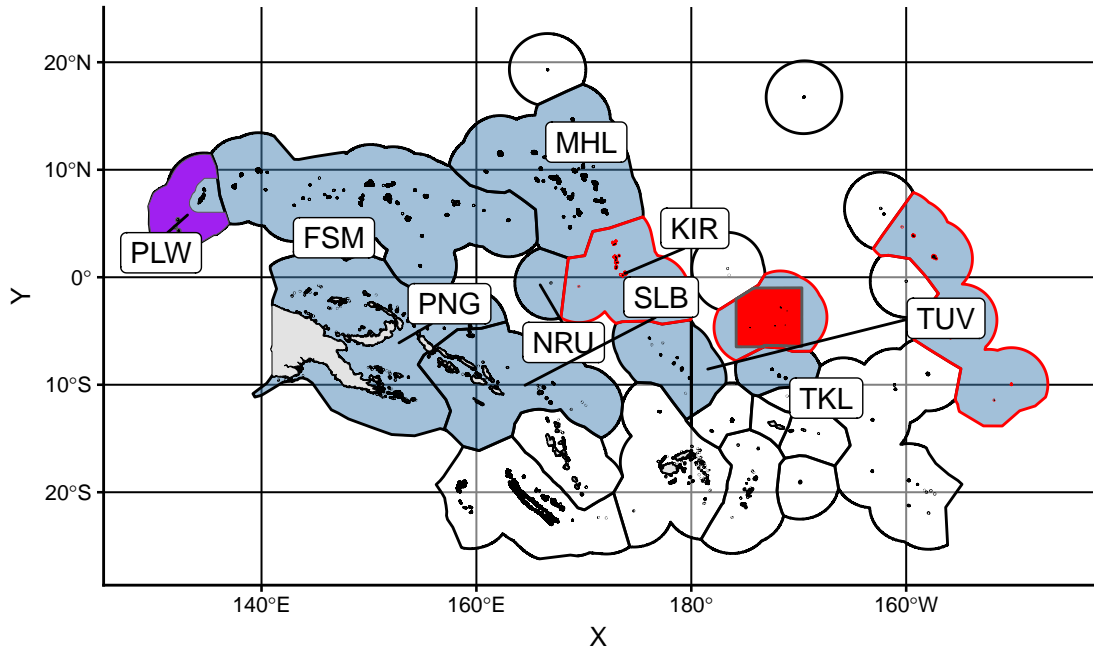 20°N
10°N
0°
10°S
20°S
Y
MHL
KIR
FSM
PLW
PNG
SLB
NRU
TUV
TKL
140°E
160°E
180°
160°W
X